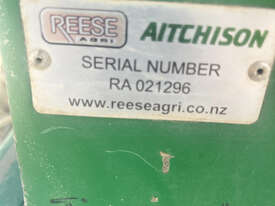 REESE AITCHISON
AGRI
SERIAL NUMBER
RA 021296
www.reeseagri.co.nz